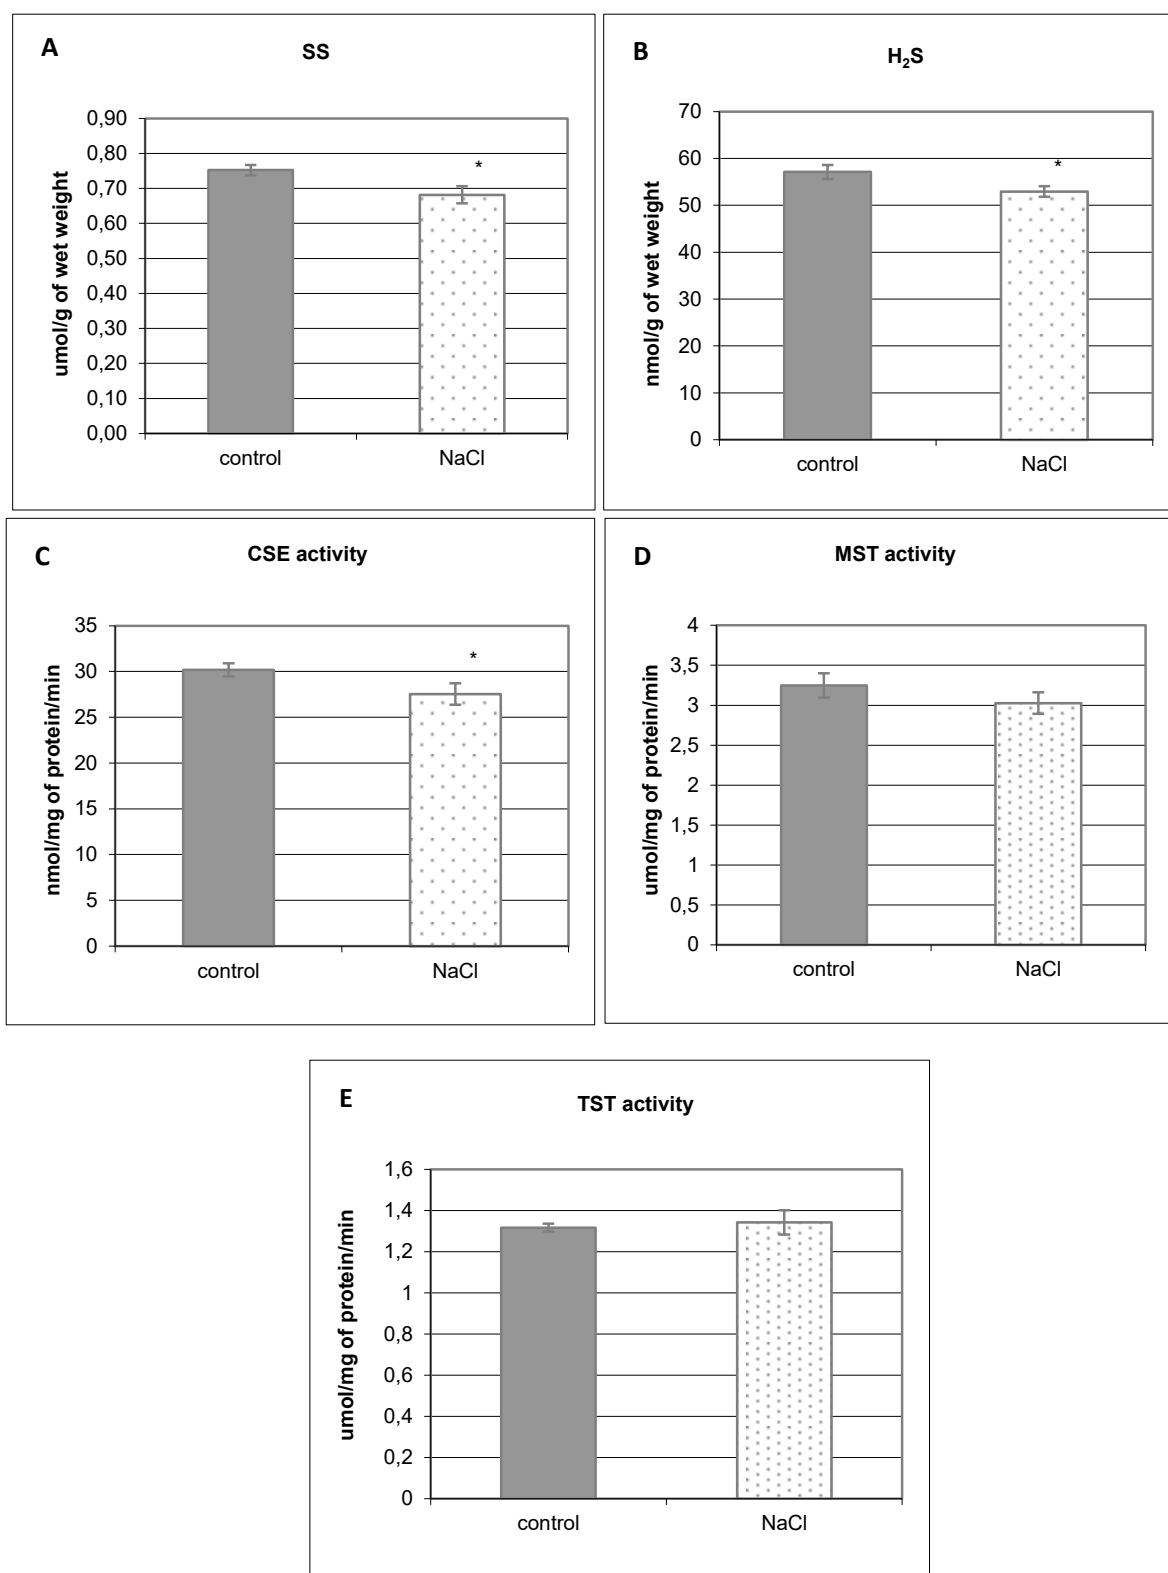 A
SS
umol/g of wet weight
0,90
0,80
0,70
0,60
0,50
0,40
0,30
0,20
0,10
0,00
*
control
NaCl
B
H₂S
nmol/g of wet weight
70
60
50
40
30
20
10
0
*
control
NaCl
C
CSE activity
nmol/mg of protein/min
35
30
25
20
15
10
5
0
*
control
NaCl
D
MST activity
umol/mg of protein/min
4
3,5
3
2,5
2
1,5
1
0,5
0
control
NaCl
E
TST activity
umol/mg of protein/min
1,6
1,4
1,2
1
0,8
0,6
0,4
0,2
0
control
NaCl